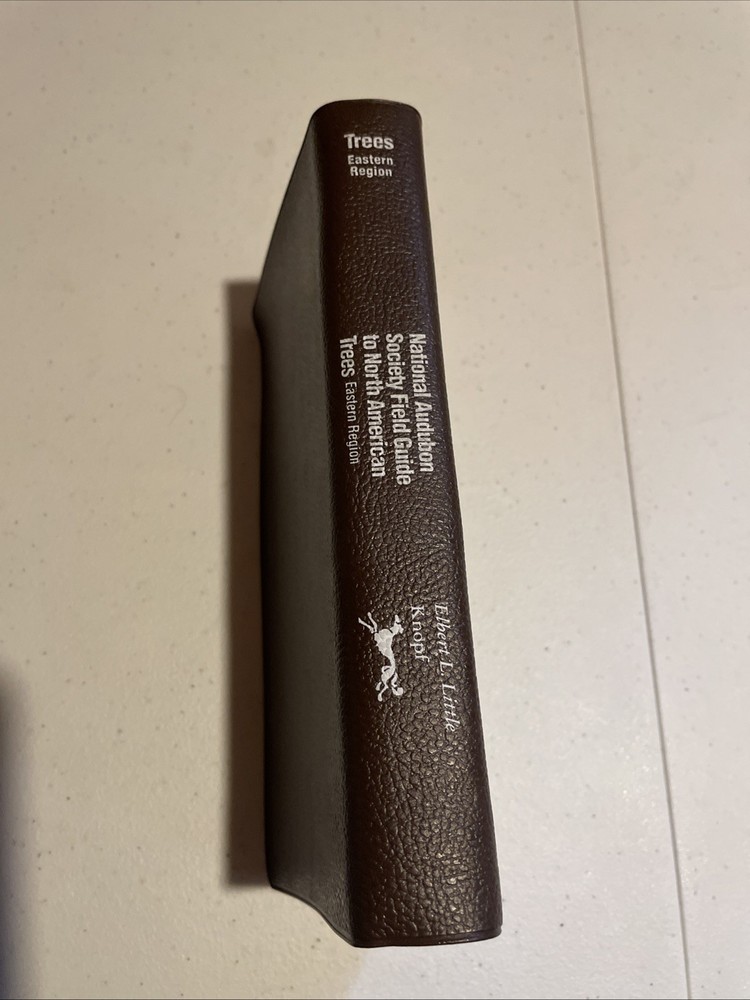 Trees
Eastern
Region
National Audubon
Society Field Guide
to North American
Trees Eastern Region
Elbert L. Little
Knopf